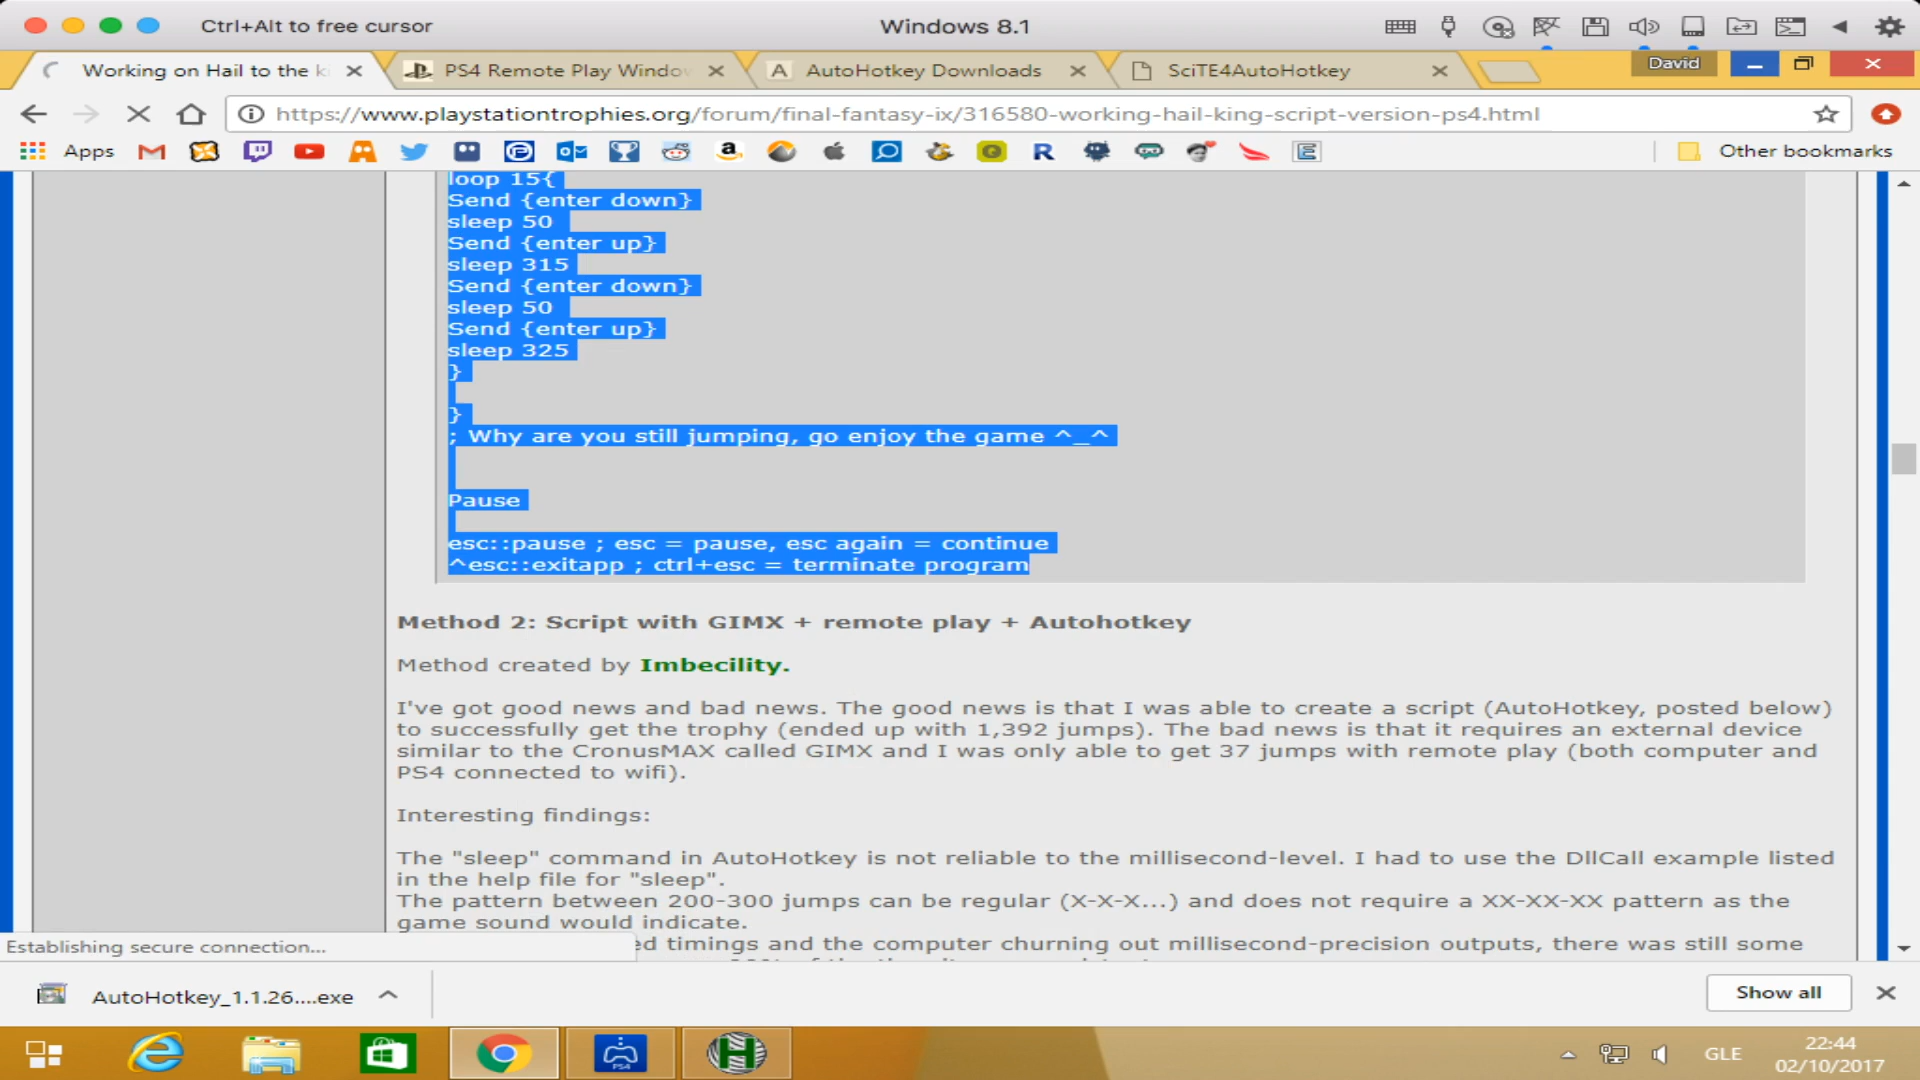 Ctrl+Alt to free cursor
Windows 8.1
Working on Hail to the k
PS4 Remote Play Window
AutoHotkey Downloads
SciTE4AutoHotkey
David
https://www.playstationtrophies.org/forum/final-fantasy-ix/316580-working-hail-king-script-version-ps4.html
Apps
Other bookmarks
loop 15{
Send {enter down}
sleep 50
Send {enter up}
sleep 315
Send {enter down}
sleep 50
Send {enter up}
sleep 325
}
}
; Why are you still jumping, go enjoy the game ^_^
Pause
esc::pause ; esc = pause, esc again = continue
^esc::exitapp ; ctrl+esc = terminate program
Method 2: Script with GIMX + remote play + Autohotkey
Method created by Imbecility.
I've got good news and bad news. The good news is that I was able to create a script (AutoHotkey, posted below)
to successfully get the trophy (ended up with 1,392 jumps). The bad news is that it requires an external device
similar to the CronusMAX called GIMX and I was only able to get 37 jumps with remote play (both computer and
PS4 connected to wifi).
Interesting findings:
The "sleep" command in AutoHotkey is not reliable to the millisecond-level. I had to use the DllCall example listed
in the help file for "sleep".
The pattern between 200-300 jumps can be regular (X-X-X...) and does not require a XX-XX-XX pattern as the
game sound would indicate.
ed timings and the computer churning out millisecond-precision outputs, there was still some
Establishing secure connection...
AutoHotkey_1.1.26....exe
Show all
PS4
GLE
22:44
02/10/2017